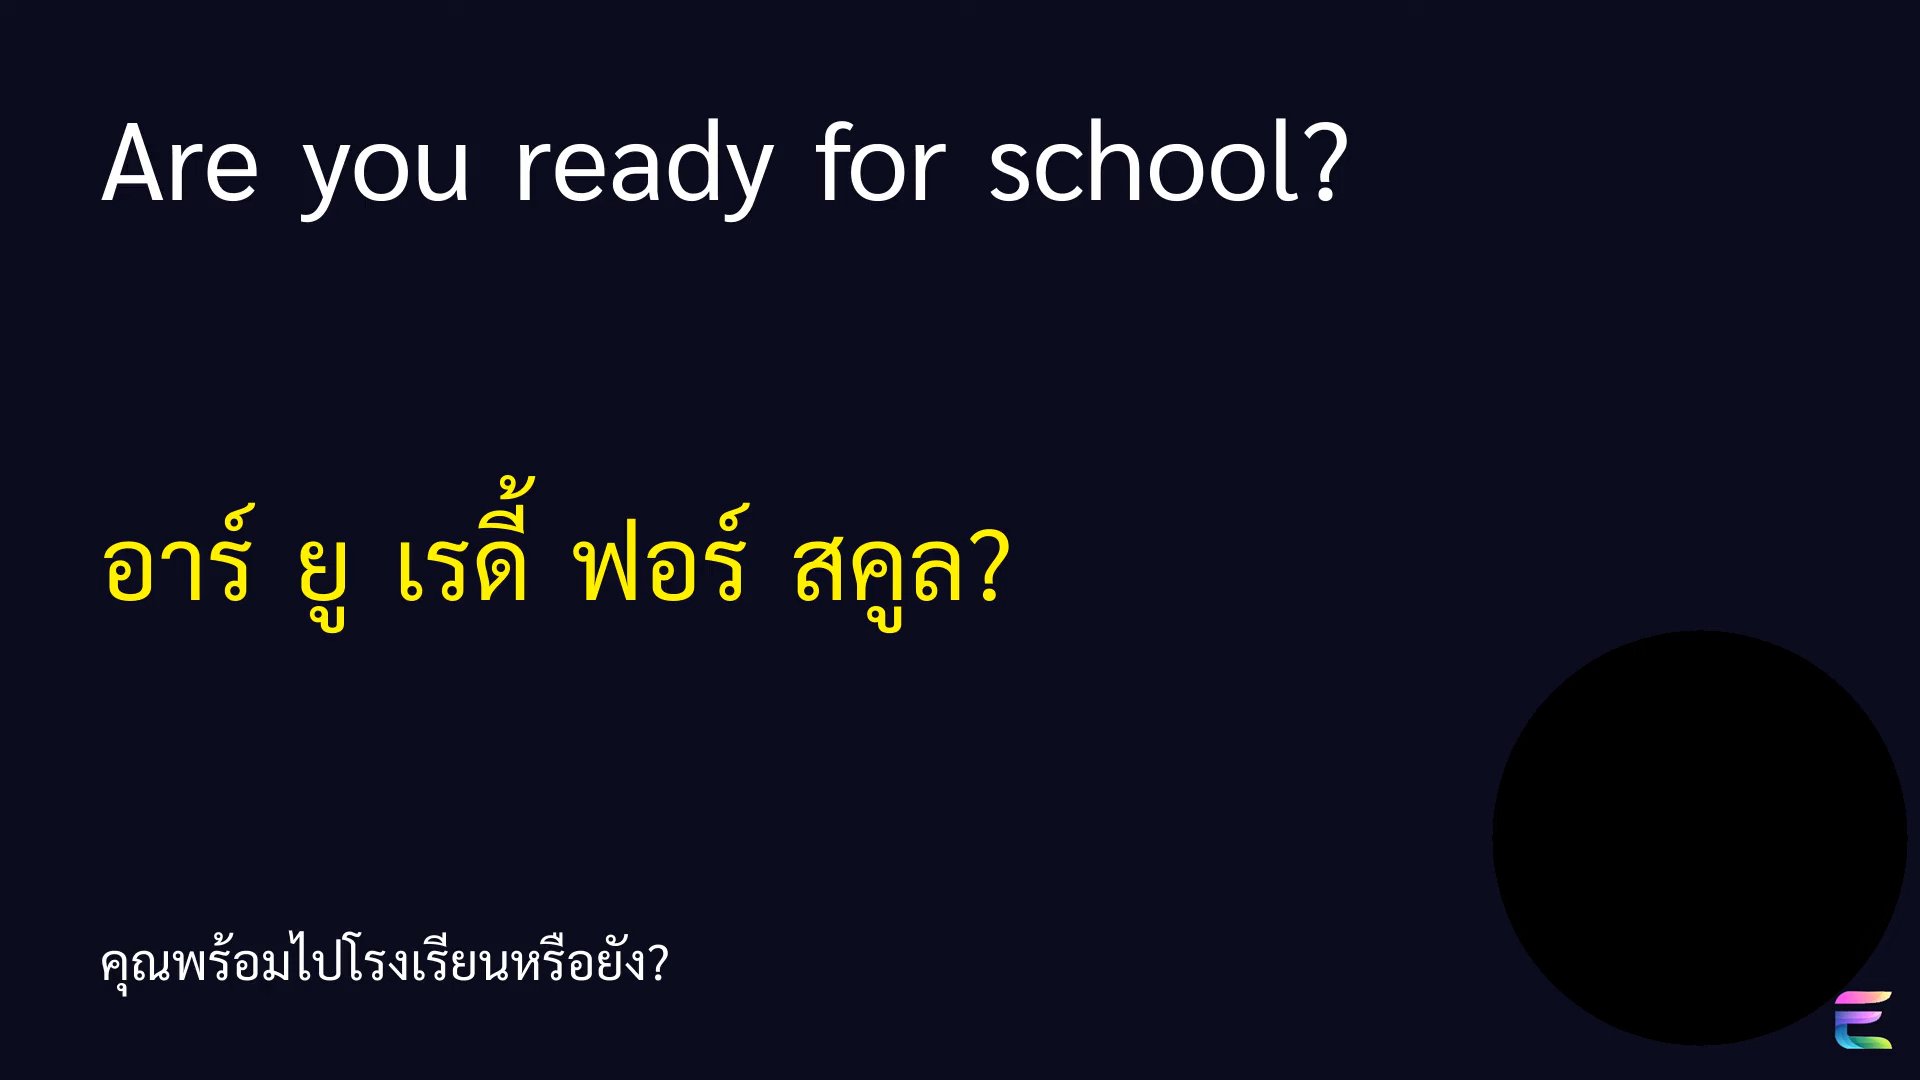 Are you ready for school?
อาร์ ยู เรดี้ ฟอร์ สคูล?
คุณพร้อมไปโรงเรียนหรือยัง?